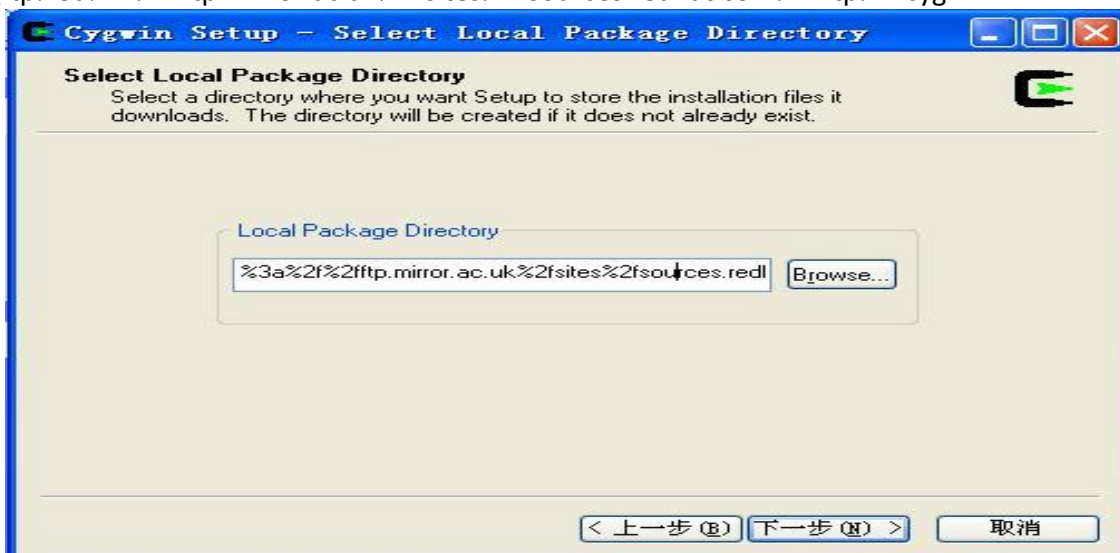 Cygwin Setup - Select Local Package Directory
Select Local Package Directory
Select a directory where you want Setup to store the installation files it
downloads. The directory will be created if it does not already exist.
Local Package Directory
%3a%2f%2fftp.mirror.ac.uk%2fsites%2fsources.redl
Browse...
< 上一步(B) 下一步(N) > 取消